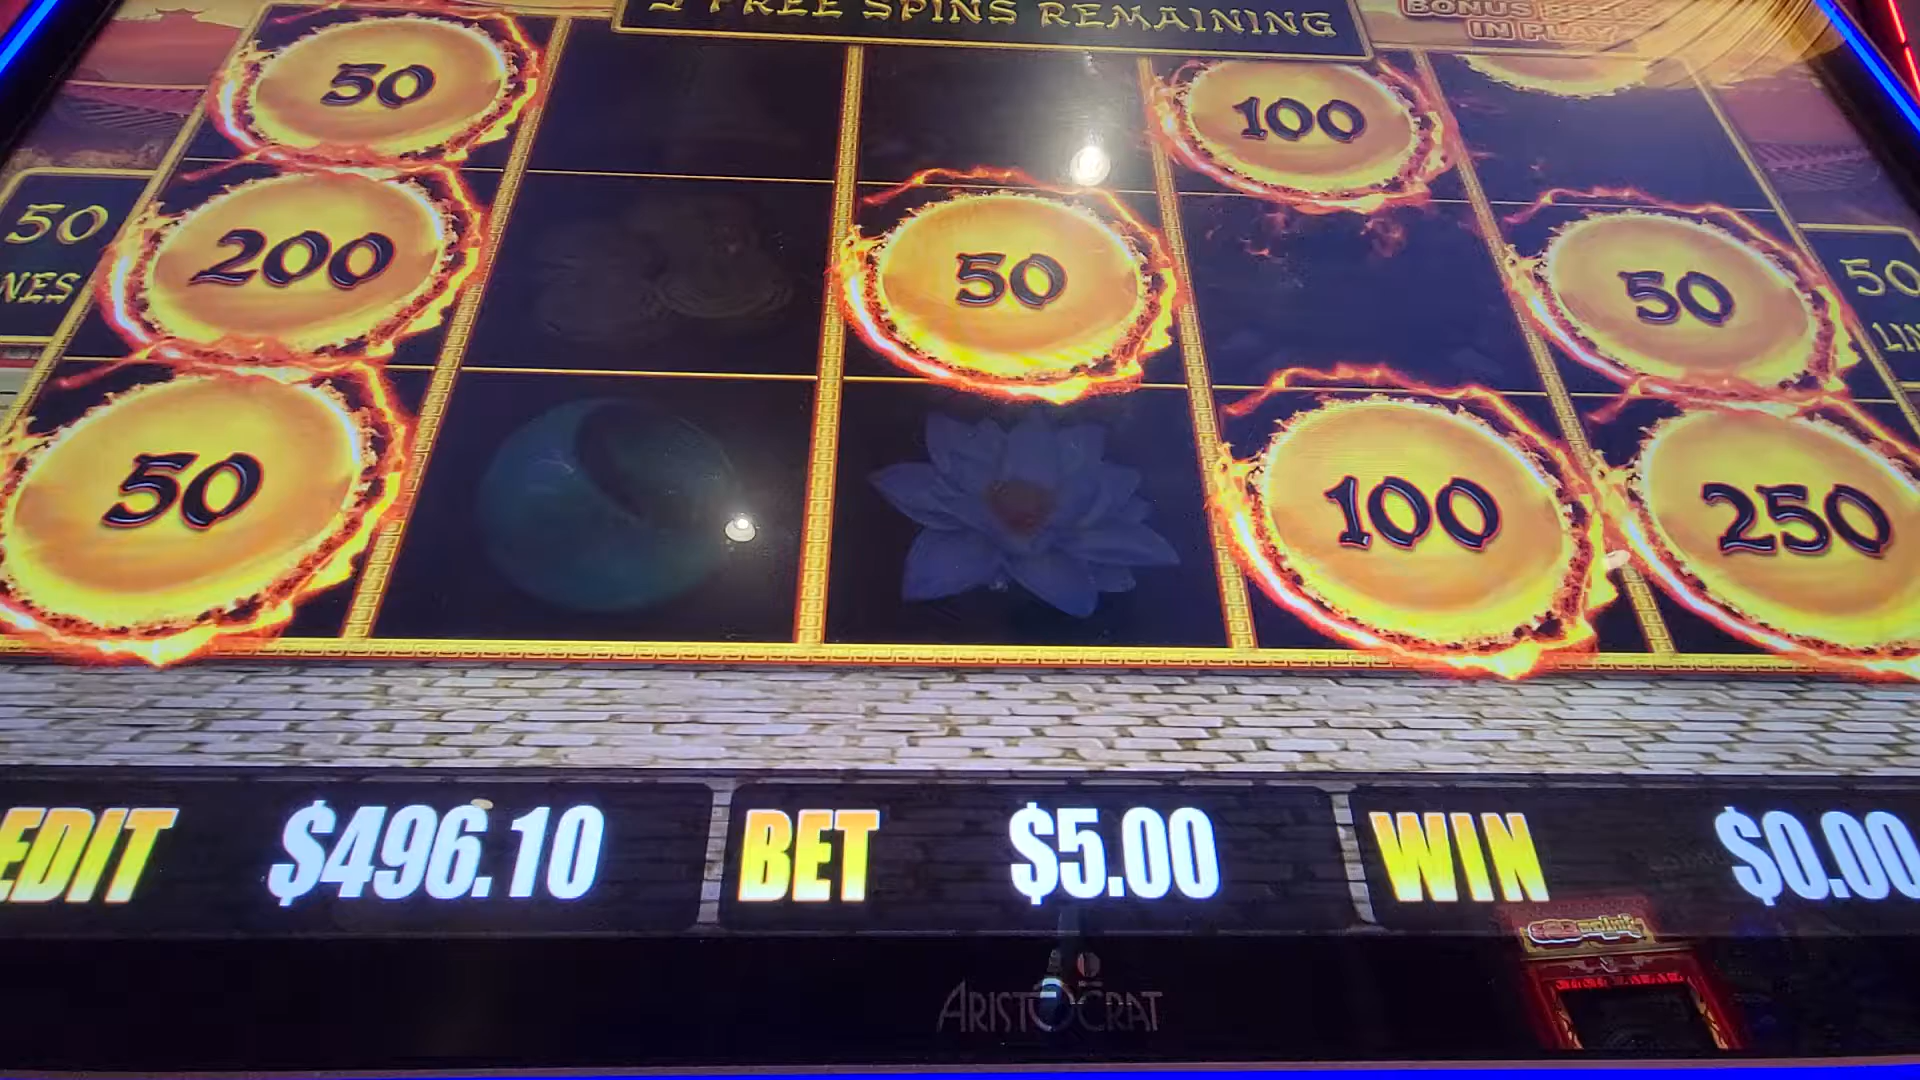 FREE SPINS REMAINING
BONUS
IN PLAY
50
100
50
NES
200
50
50
50
LIN
50
100
250
EDIT $496.10
BET $5.00
WIN $0.00
ARISTOCRAT